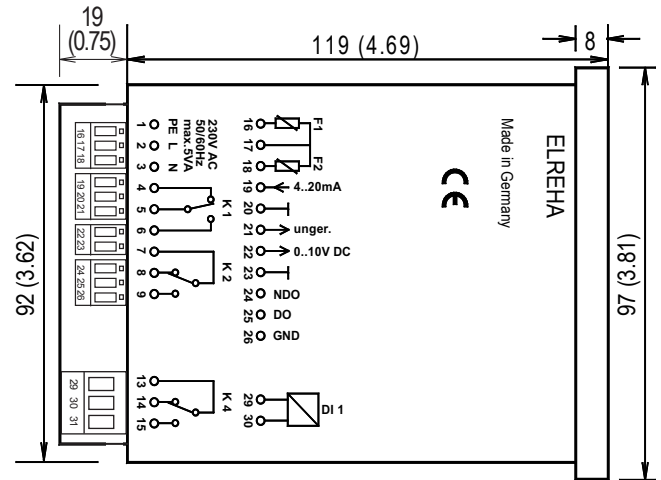 19
(0.75)
119 (4.69)
8
92 (3.62)
97 (3.81)
16 17 18
19 20 21
22 23
24 25 26
29 30 31
1 PE
2 L
3 N
230V AC
50/60Hz
max.5VA
4
5
6
K 1
7
8
9
K 2
13
14
15
K 4
16 F1
17
18 F2
19 4..20mA
20
21 unger.
22 0..10V DC
23
24 NDO
25 DO
26 GND
29
30
DI 1
CE
Made in Germany
ELREHA